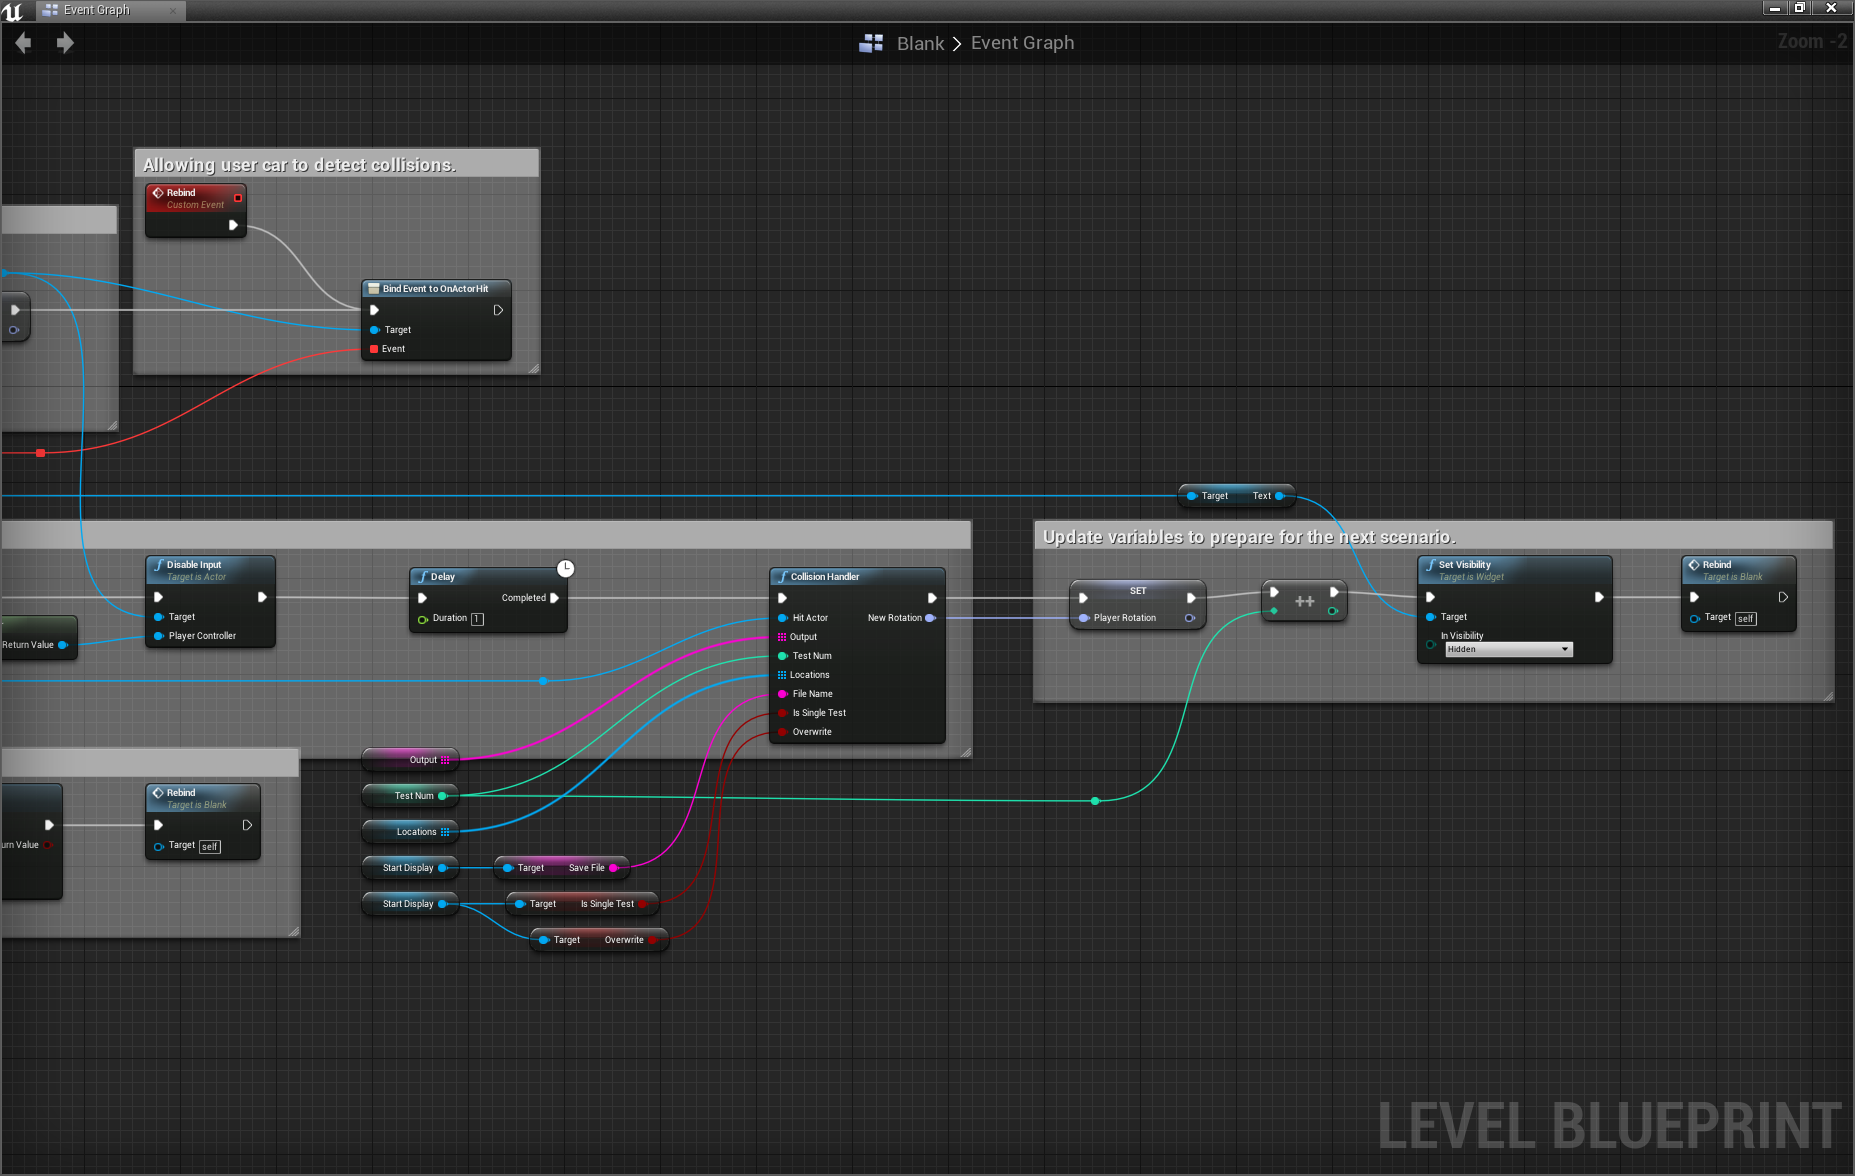 Event Graph
Blank > Event Graph
Zoom -2
Allowing user car to detect collisions.
Rebind
Custom Event
Bind Event to OnActorHit
Target
Event
Target Text
Update variables to prepare for the next scenario.
Disable Input
Target is Actor
Target
Player Controller
Return Value
Delay
Completed
Duration 1
Collision Handler
Hit Actor New Rotation
Output
Test Num
Locations
File Name
Is Single Test
Overwrite
SET
Player Rotation
++
Set Visibility
Target is Widget
Target
In Visibility
Hidden
Rebind
Target is Blank
Target self
urn Value
Rebind
Target is Blank
Target self
Output
Test Num
Locations
Start Display
Target Save File
Start Display
Target Is Single Test
Target Overwrite
LEVEL BLUEPRINT